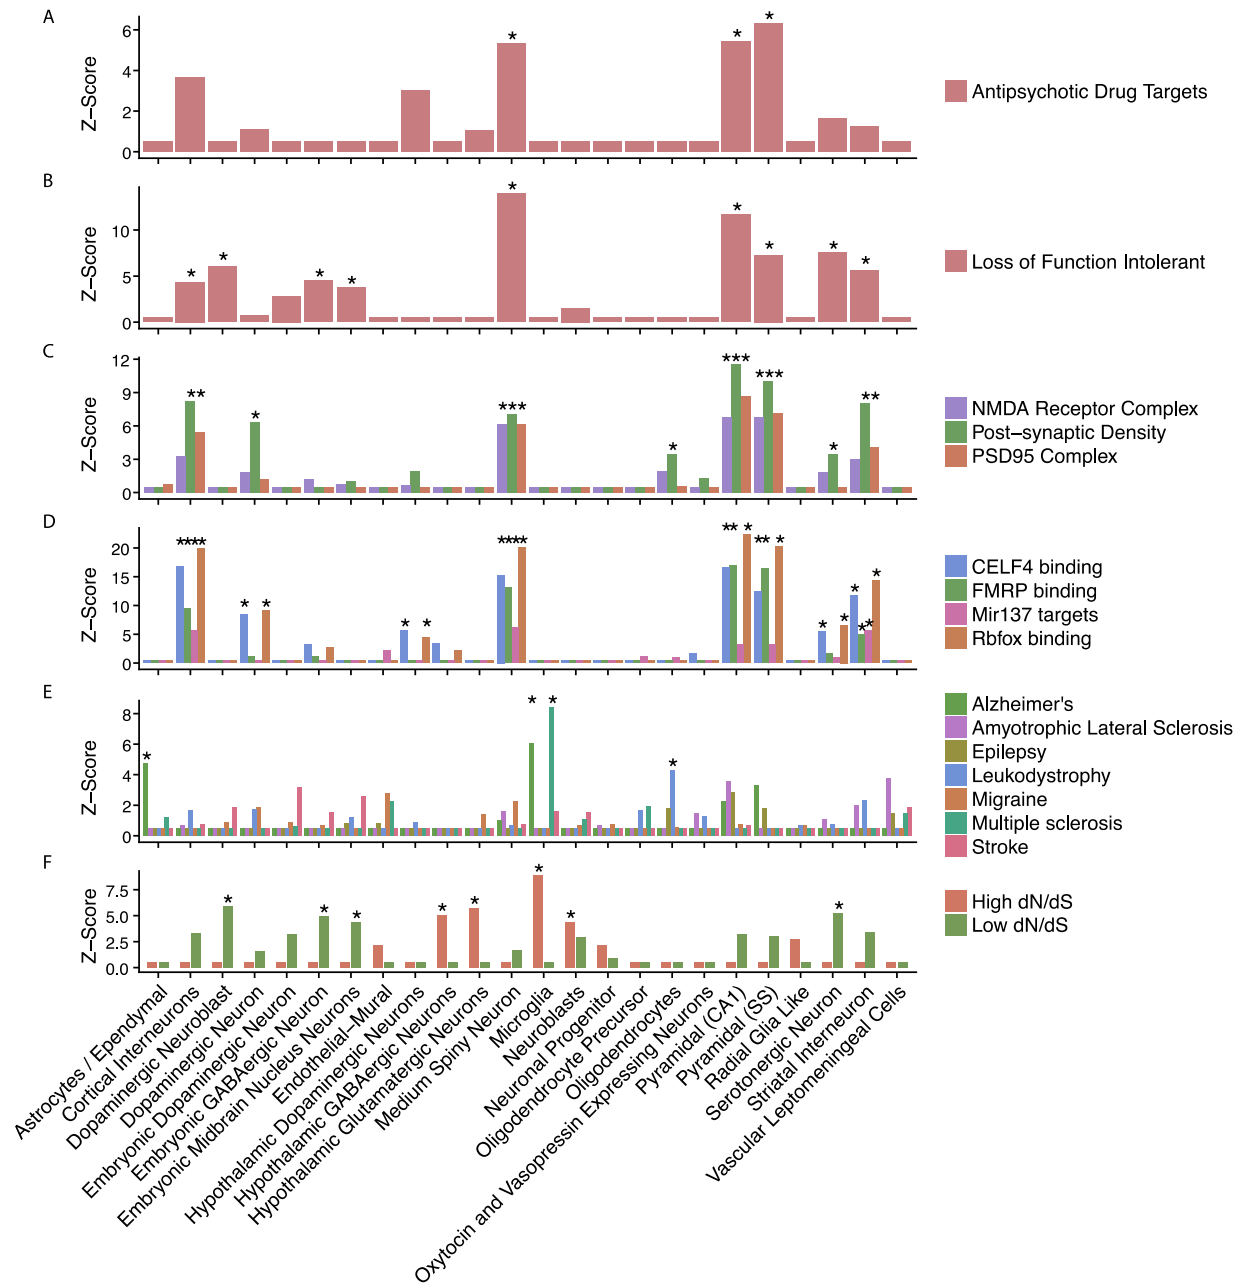 A
Z–Score
6
4
2
0
*
*
*
Antipsychotic Drug Targets
B
Z–Score
10
5
0
*
*
*
*
*
*
*
*
*
Loss of Function Intolerant
C
Z–Score
12
9
6
3
0
**
*
***
*
***
***
*
**
NMDA Receptor Complex
Post–synaptic Density
PSD95 Complex
D
Z–Score
20
15
10
5
0
****
* *
* *
****
** *
** *
* *
* * * *
CELF4 binding
FMRP binding
Mir137 targets
Rbfox binding
E
Z–Score
8
6
4
2
0
*
* *
*
Alzheimer's
Amyotrophic Lateral Sclerosis
Epilepsy
Leukodystrophy
Migraine
Multiple sclerosis
Stroke
F
Z–Score
7.5
5.0
2.5
0.0
*
*
*
*
*
*
*
*
High dN/dS
Low dN/dS
Astrocytes / Ependymal
Cortical Interneurons
Dopaminergic Neuroblast
Dopaminergic Neuron
Embryonic Dopaminergic Neuron
Embryonic GABAergic Neuron
Embryonic Midbrain Nucleus Neurons
Endothelial–Mural
Hypothalamic Dopaminergic Neurons
Hypothalamic GABAergic Neurons
Hypothalamic Glutamatergic Neurons
Medium Spiny Neuron
Microglia
Neuroblasts
Neuronal Progenitor
Oligodendrocyte Precursor
Oligodendrocytes
Oxytocin and Vasopressin Expressing Neurons
Pyramidal (CA1)
Pyramidal (SS)
Radial Glia Like
Serotonergic Neuron
Striatal Interneuron
Vascular Leptomeningeal Cells